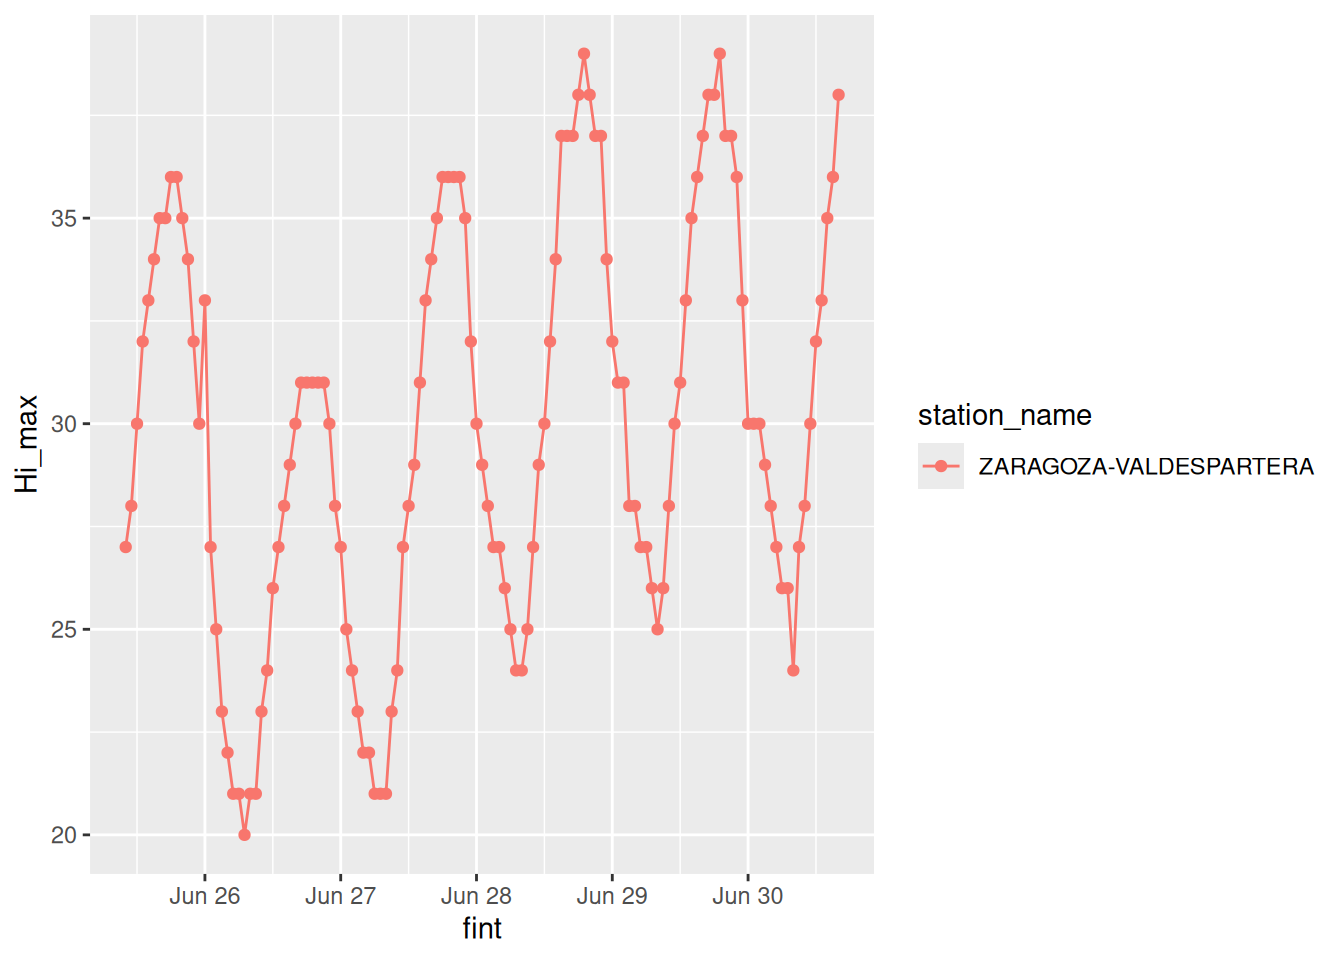 Hi_max
35
30
25
20
Jun 26
Jun 27
Jun 28
Jun 29
Jun 30
fint
station_name
ZARAGOZA-VALDESPARTERA